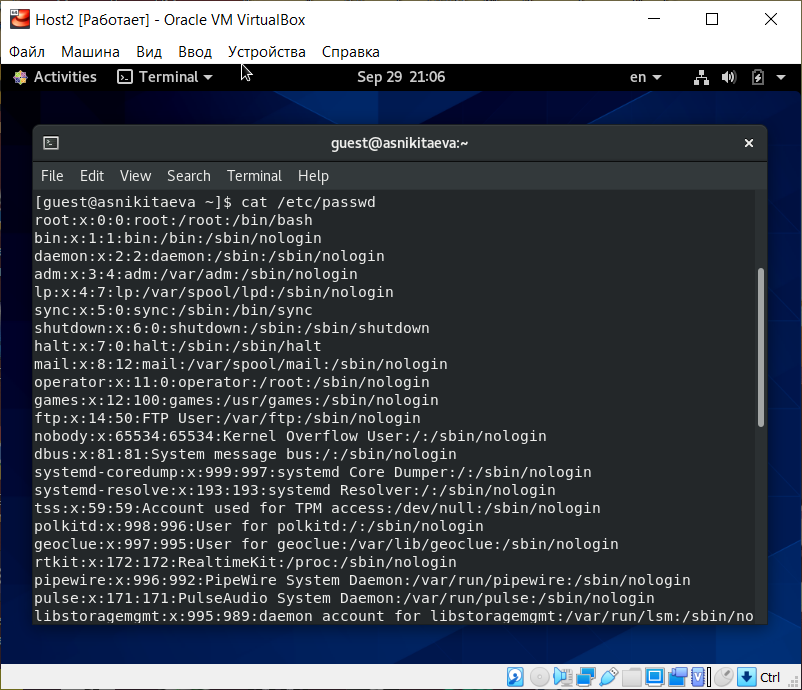 Host2 [Работает] - Oracle VM VirtualBox
Файл Машина Вид Ввод Устройства Справка
Activities Terminal Sep 29 21:06 en
guest@asnikitaeva:~
File Edit View Search Terminal Help
[guest@asnikitaeva ~]$ cat /etc/passwd
root:x:0:0:root:/root:/bin/bash
bin:x:1:1:bin:/bin:/sbin/nologin
daemon:x:2:2:daemon:/sbin:/sbin/nologin
adm:x:3:4:adm:/var/adm:/sbin/nologin
lp:x:4:7:lp:/var/spool/lpd:/sbin/nologin
sync:x:5:0:sync:/sbin:/bin/sync
shutdown:x:6:0:shutdown:/sbin:/sbin/shutdown
halt:x:7:0:halt:/sbin:/sbin/halt
mail:x:8:12:mail:/var/spool/mail:/sbin/nologin
operator:x:11:0:operator:/root:/sbin/nologin
games:x:12:100:games:/usr/games:/sbin/nologin
ftp:x:14:50:FTP User:/var/ftp:/sbin/nologin
nobody:x:65534:65534:Kernel Overflow User:/:/sbin/nologin
dbus:x:81:81:System message bus:/:/sbin/nologin
systemd-coredump:x:999:997:systemd Core Dumper:/:/sbin/nologin
systemd-resolve:x:193:193:systemd Resolver:/:/sbin/nologin
tss:x:59:59:Account used for TPM access:/dev/null:/sbin/nologin
polkitd:x:998:996:User for polkitd:/:/sbin/nologin
geoclue:x:997:995:User for geoclue:/var/lib/geoclue:/sbin/nologin
rtkit:x:172:172:RealtimeKit:/proc:/sbin/nologin
pipewire:x:996:992:PipeWire System Daemon:/var/run/pipewire:/sbin/nologin
pulse:x:171:171:PulseAudio System Daemon:/var/run/pulse:/sbin/nologin
libstoragemgmt:x:995:989:daemon account for libstoragemgmt:/var/run/lsm:/sbin/no
Ctrl